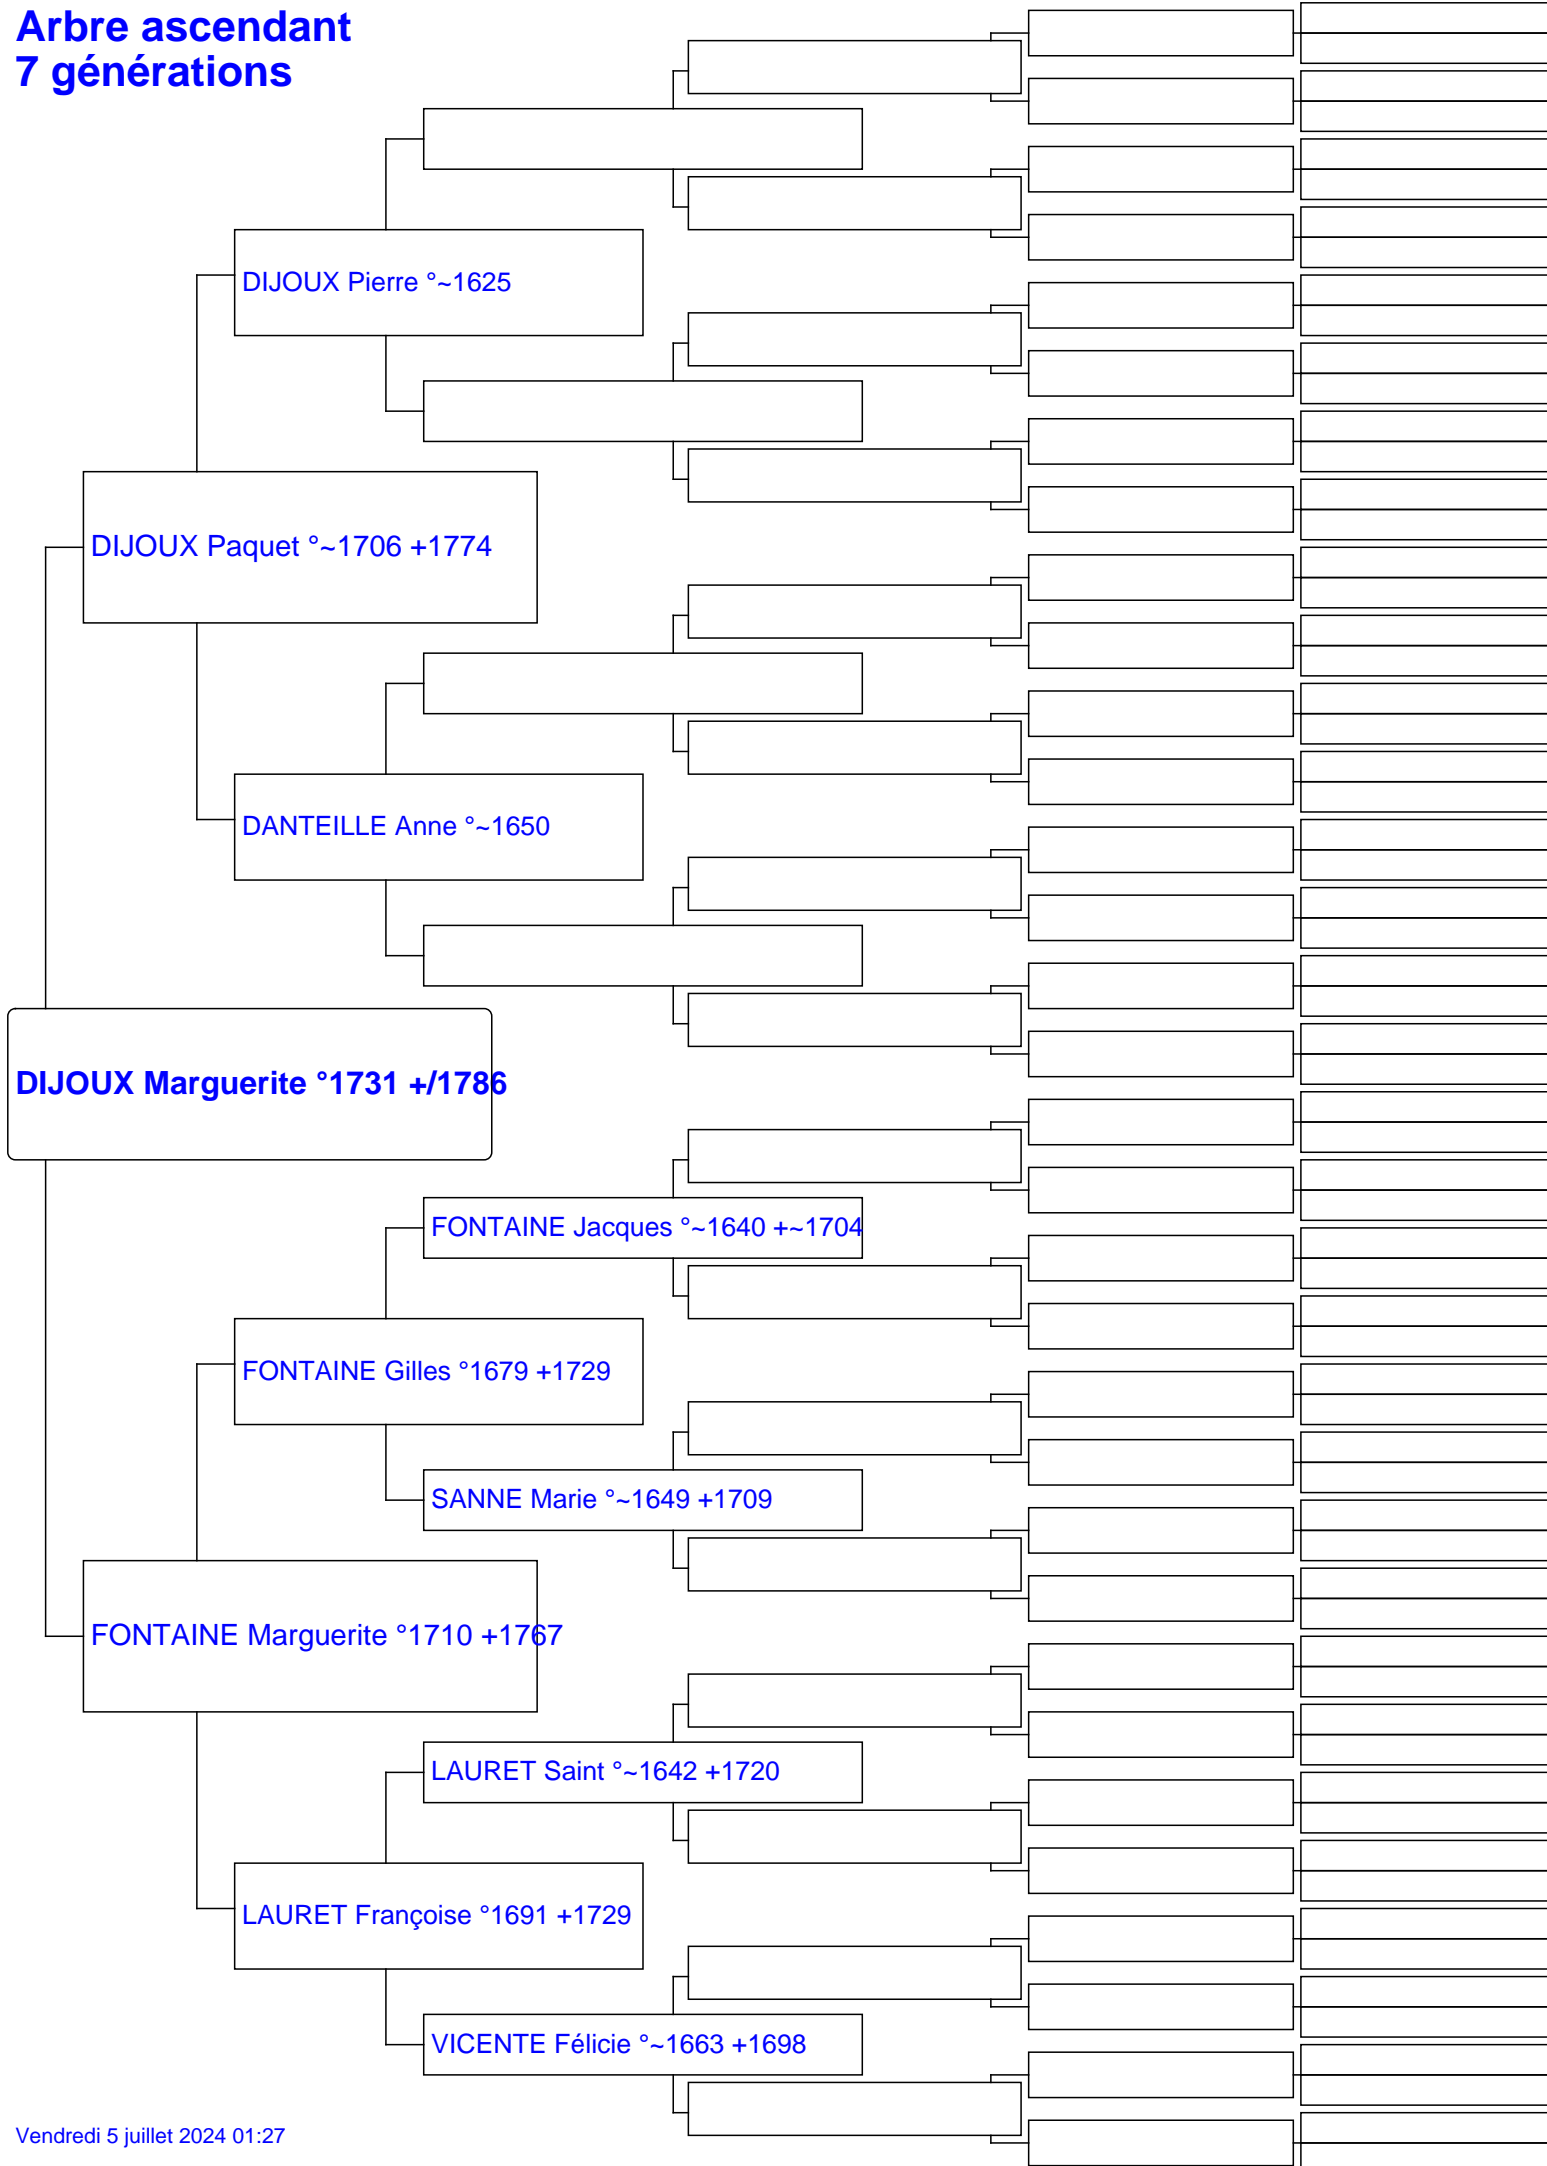 Arbre ascendant
7 générations
DIJOUX Pierre °~1625
DIJOUX Paquet °~1706 +1774
DANTEILLE Anne °~1650
DIJOUX Marguerite °1731 +/1786
FONTAINE Jacques °~1640 +~1704
FONTAINE Gilles °1679 +1729
SANNE Marie °~1649 +1709
FONTAINE Marguerite °1710 +1767
LAURET Saint °~1642 +1720
LAURET Françoise °1691 +1729
VICENTE Félicie °~1663 +1698
Vendredi 5 juillet 2024 01:27